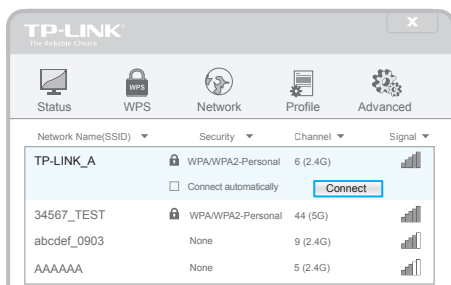 TP-LINK®
The Reliable Choice
X
WPS
Status WPS Network Profile Advanced
Network Name(SSID) Security Channel Signal
TP-LINK_A WPA/WPA2-Personal 6 (2.4G)
Connect automatically Connect
34567_TEST WPA/WPA2-Personal 44 (5G)
abcdef_0903 None 9 (2.4G)
AAAAAA None 5 (2.4G)